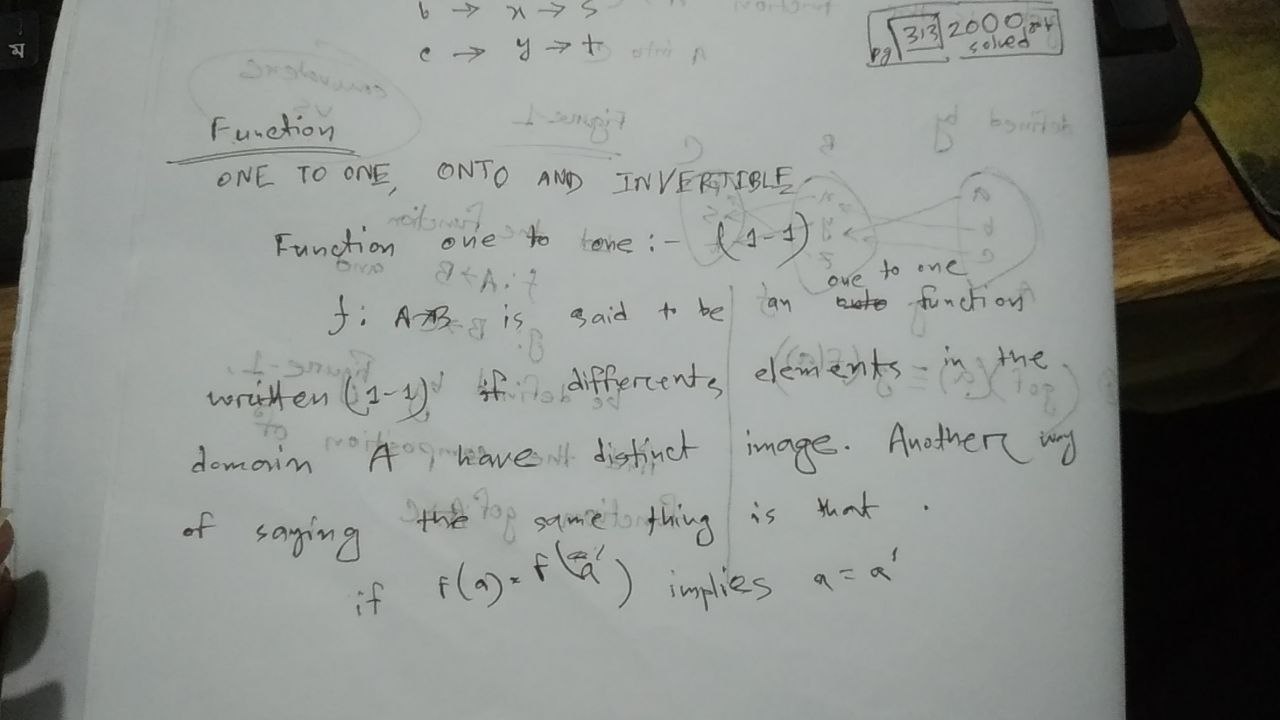 b → x → s
c → y → t
pg 313 2000 solved
Function
ONE TO ONE, ONTO AND INVERTIBLE
Function one to one :- (1-1)
one to one
f: A→B is said to be an onto function
written (1-1) if differents elements in the
domain A have distinct image. Another way
of saying the same thing is that .
if f(a) = f(a') implies a = a'